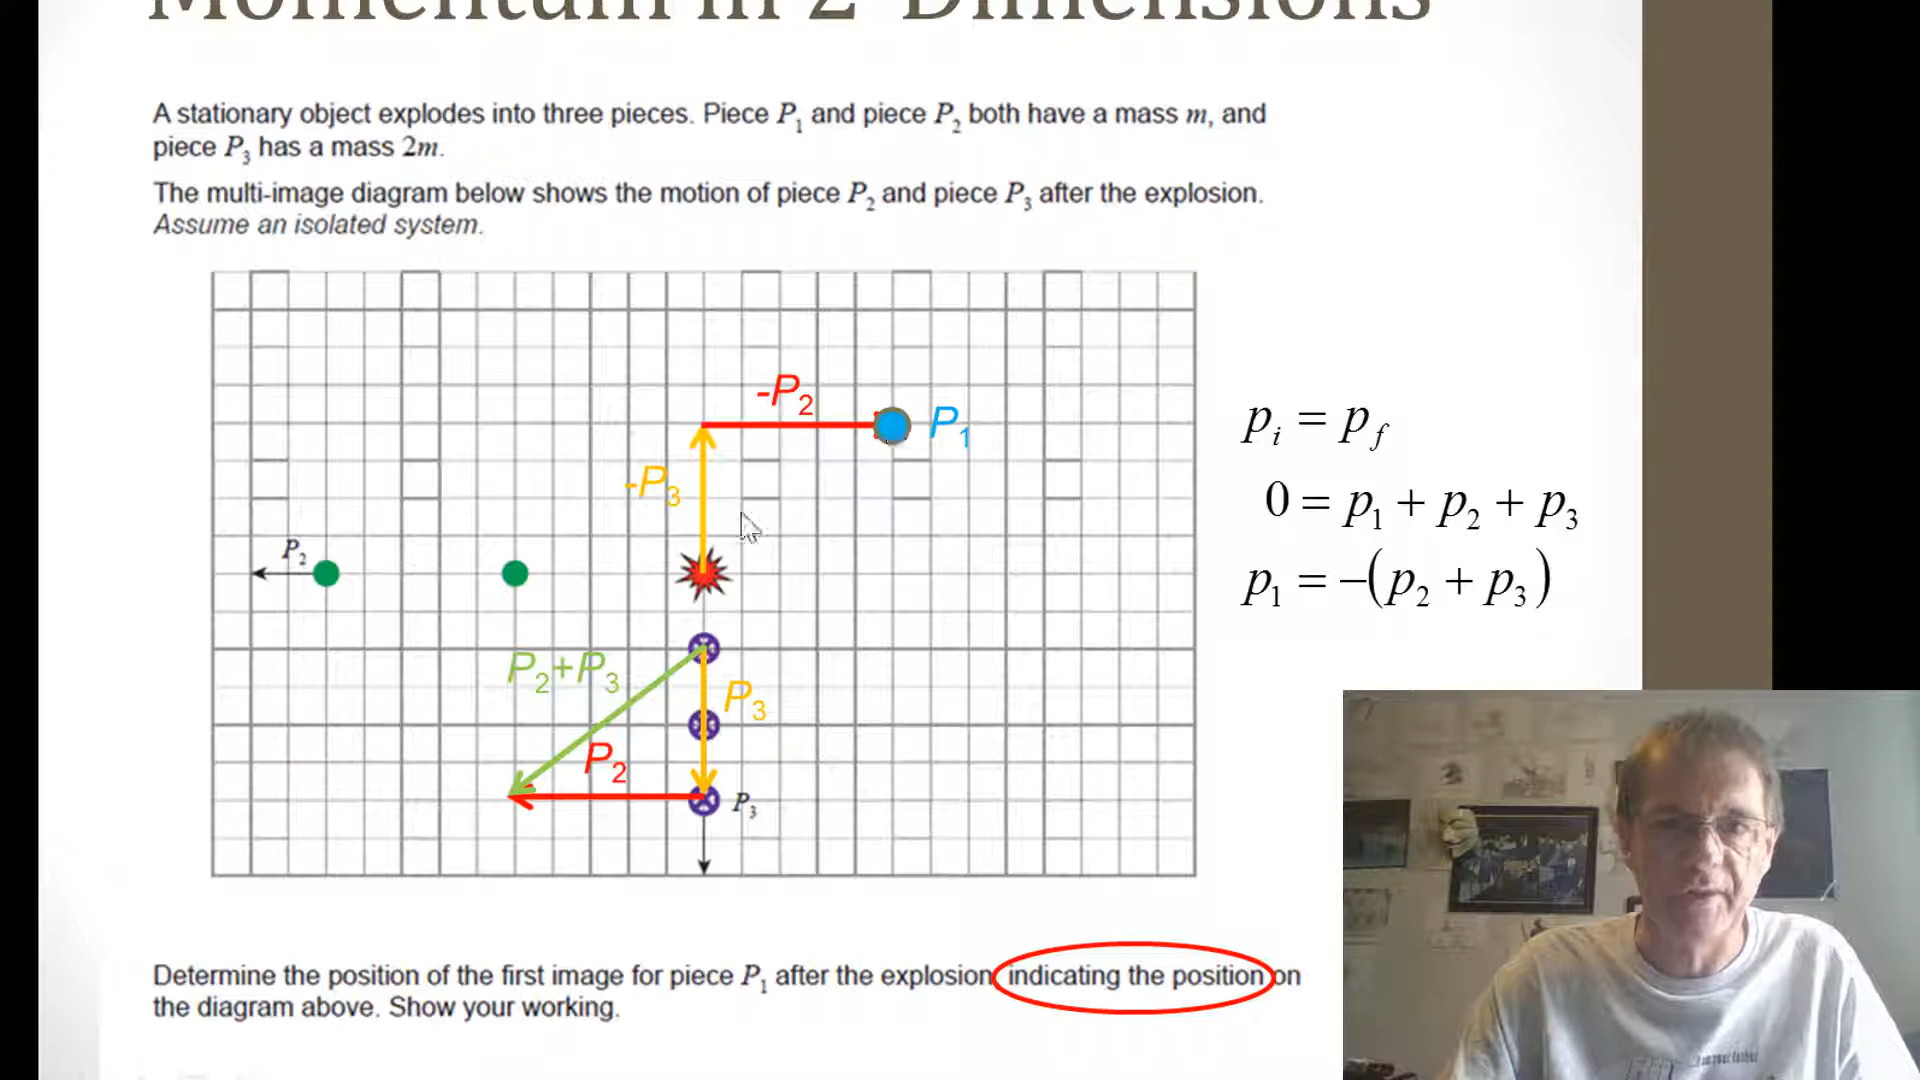 Momentum in 2 Dimensions
A stationary object explodes into three pieces. Piece P₁ and piece P₂ both have a mass m, and
piece P₃ has a mass 2m.
The multi-image diagram below shows the motion of piece P₂ and piece P₃ after the explosion.
Assume an isolated system.
-P₂
P₁
-P₃
P₂
P₂+P₃
P₃
P₂
P₃
pᵢ = p_f
0 = p₁ + p₂ + p₃
p₁ = −(p₂ + p₃)
Determine the position of the first image for piece P₁ after the explosion indicating the position on
the diagram above. Show your working.